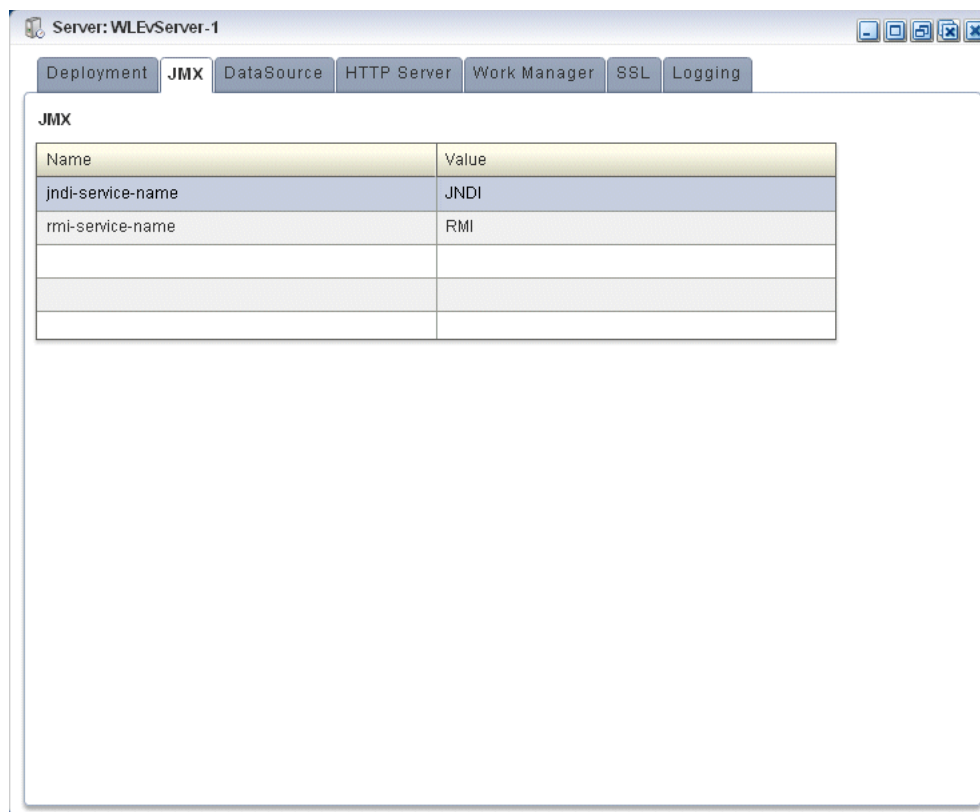 Server: WLEvServer-1
Deployment JMX DataSource HTTP Server Work Manager SSL Logging
JMX
Name Value
jndi-service-name JNDI
rmi-service-name RMI